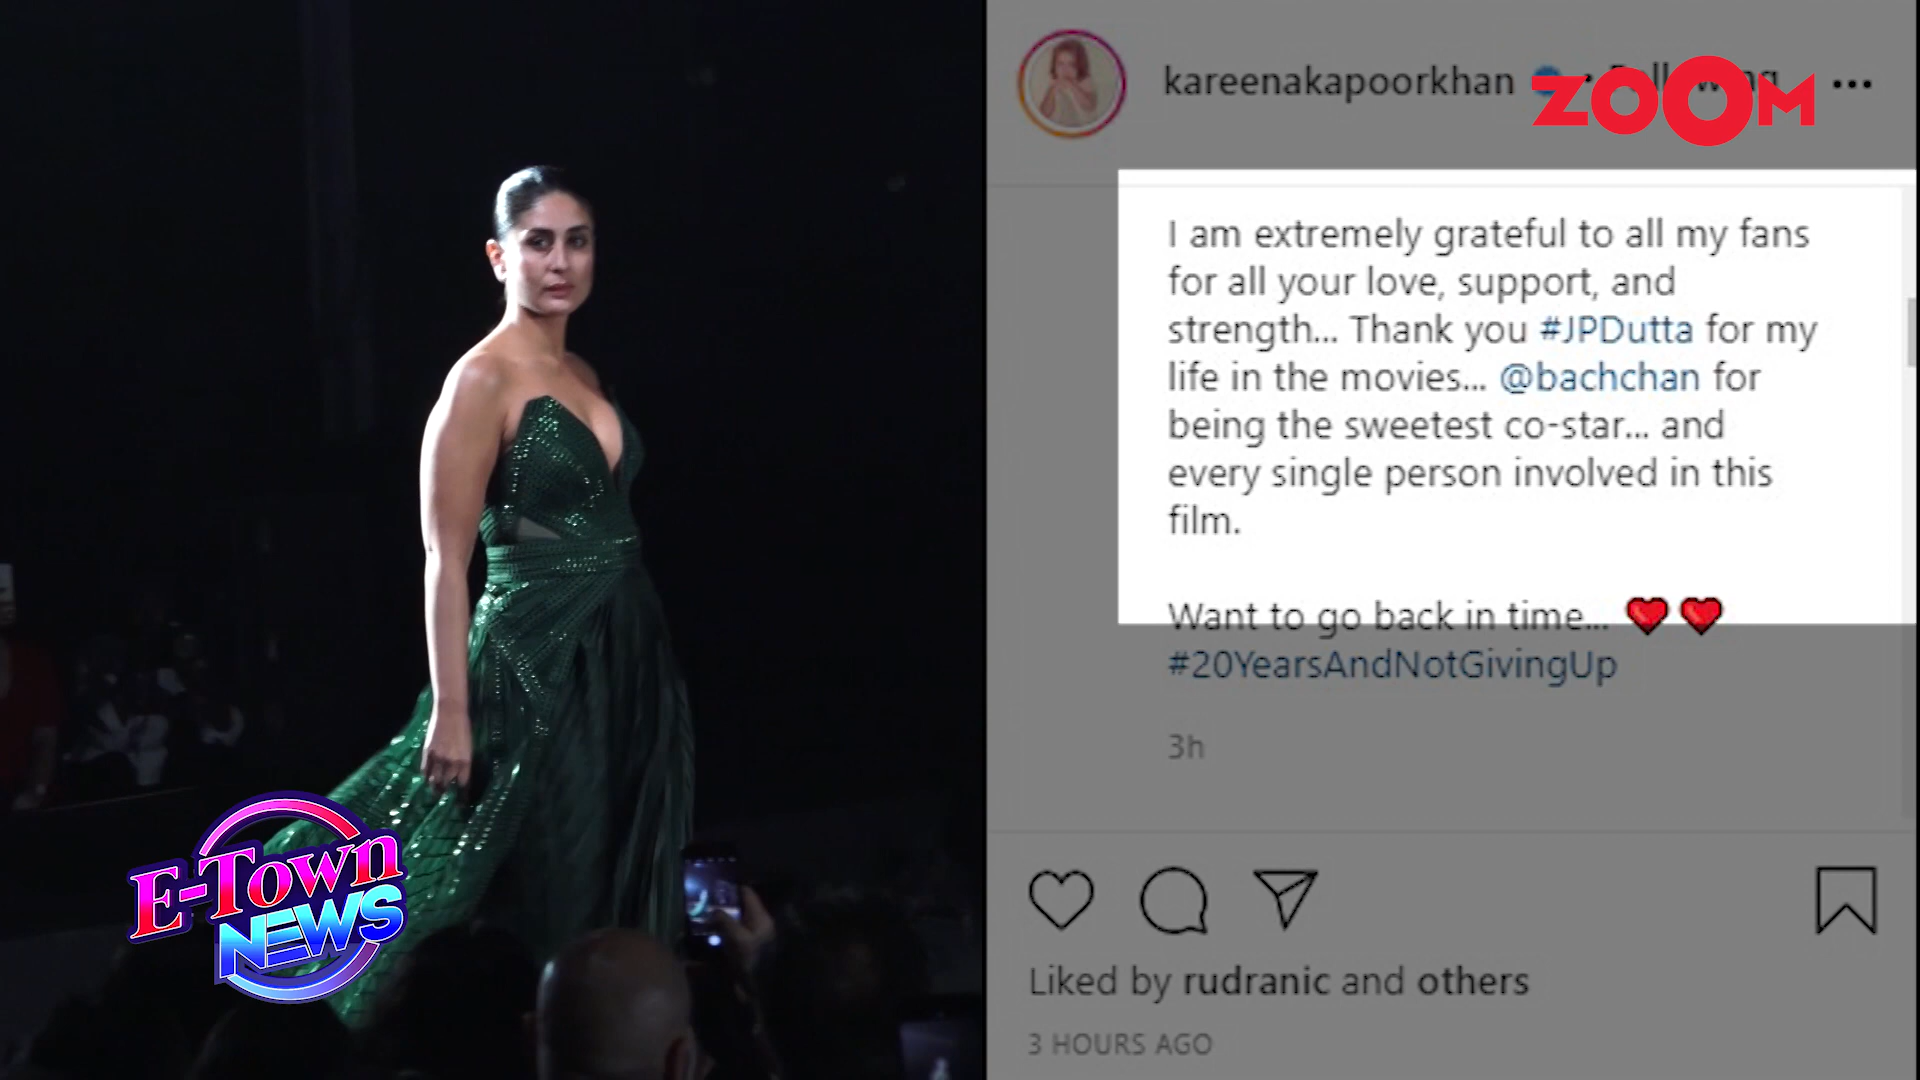 kareenakapoorkhan
ZOOM
I am extremely grateful to all my fans
for all your love, support, and
strength... Thank you #JPDutta for my
life in the movies... @bachchan for
being the sweetest co-star... and
every single person involved in this
film.
Want to go back in time... ❤️❤️
#20YearsAndNotGivingUp
3h
E-Town
NEWS
Liked by rudranic and others
3 HOURS AGO